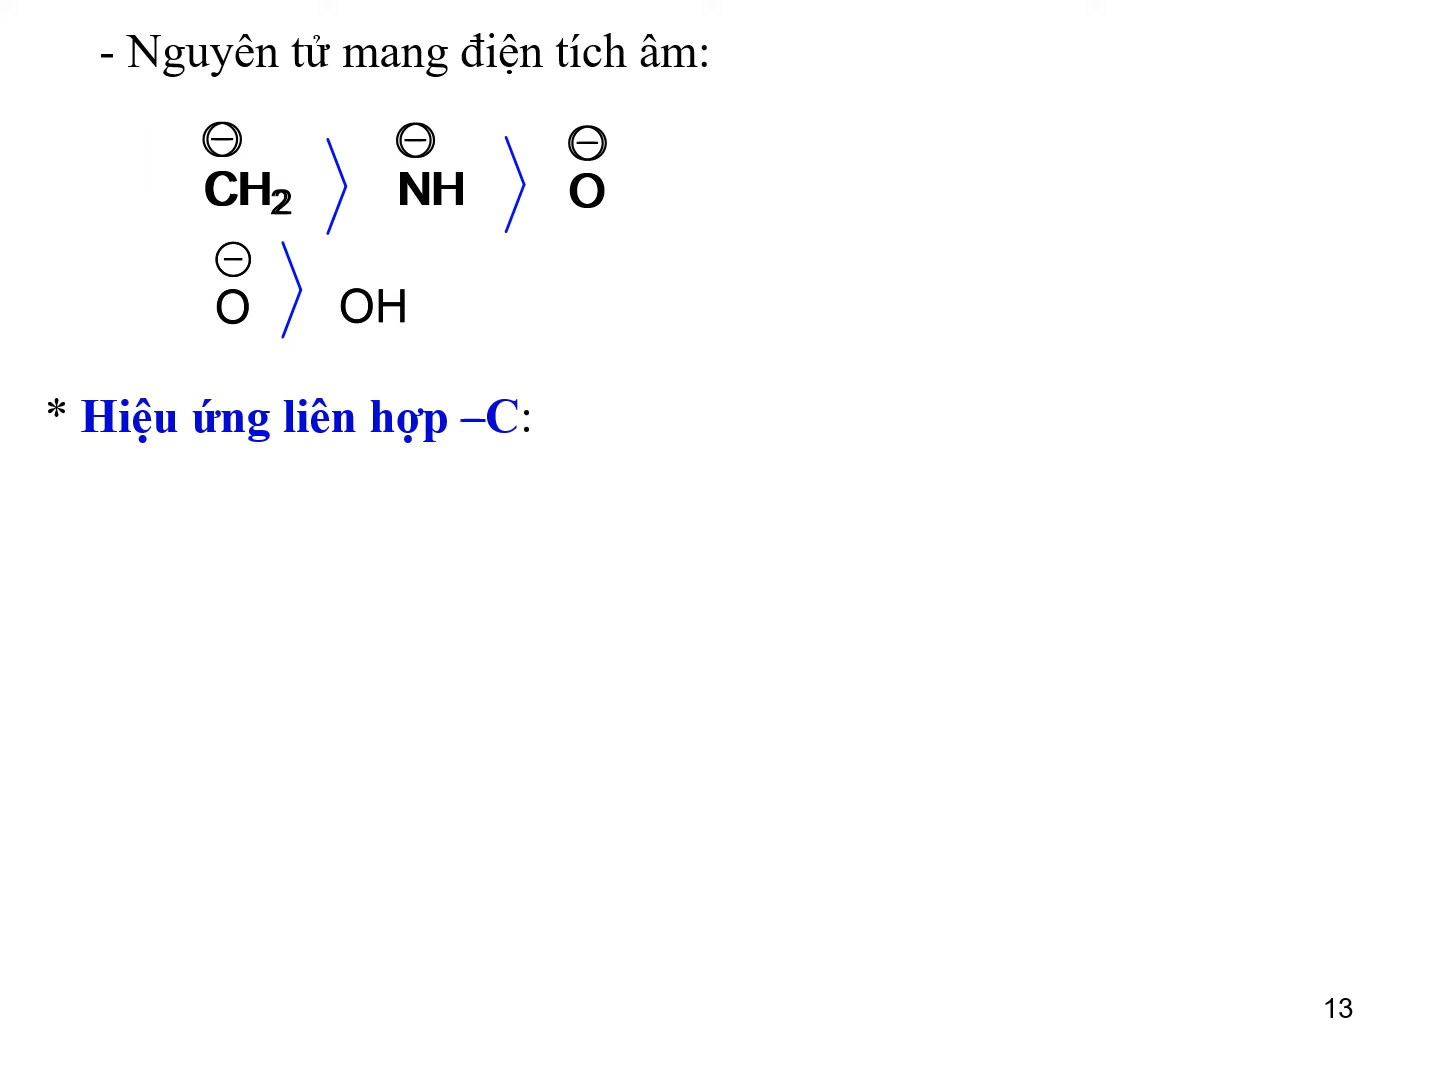 - Nguyên tử mang điện tích âm:
⊖ ⊖ ⊖
CH₂ > NH > O
⊖
O > OH
* Hiệu ứng liên hợp –C:
13